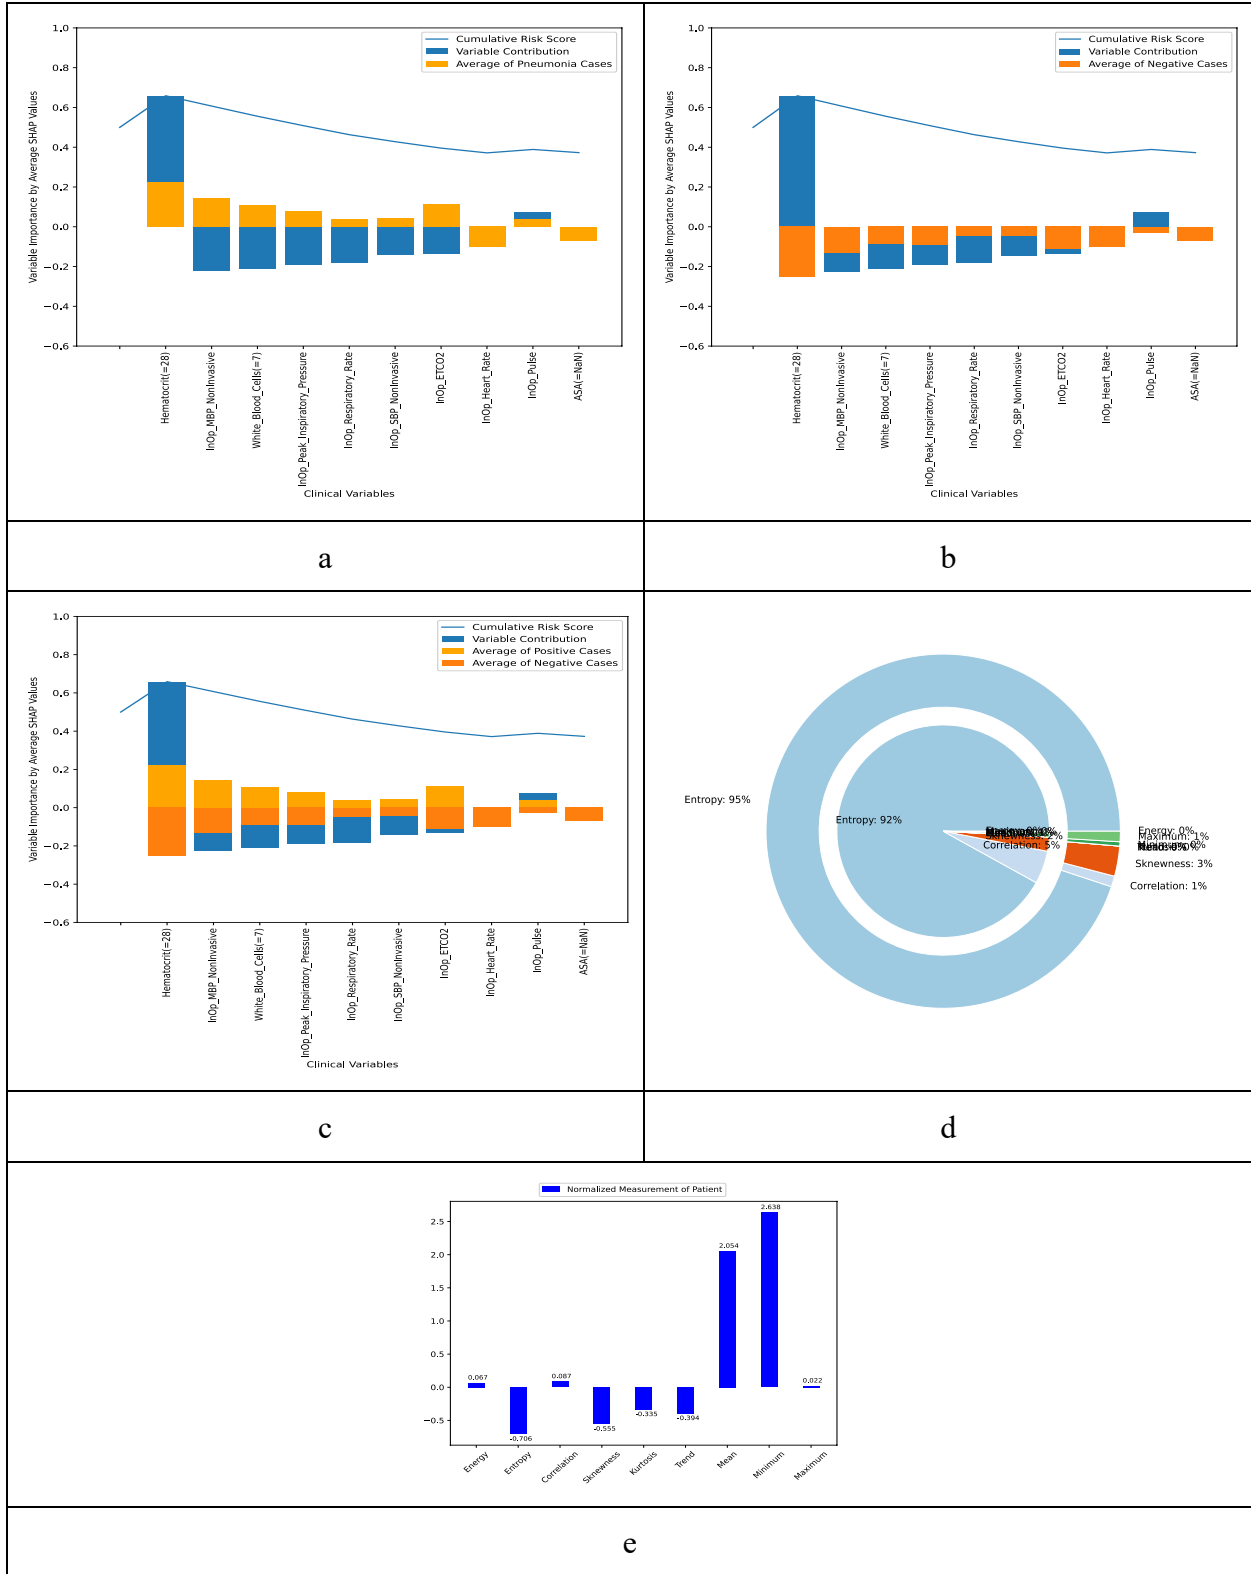 1.0
0.8
0.6
0.4
0.2
0.0
−0.2
−0.4
−0.6
Variable Importance by Average SHAP Values
Cumulative Risk Score
Variable Contribution
Average of Pneumonia Cases
Hematocrit(=28)
InOp_MBP_NonInvasive
White_Blood_Cells(=7)
InOp_Peak_Inspiratory_Pressure
InOp_Respiratory_Rate
InOp_SBP_NonInvasive
InOp_ETCO2
InOp_Heart_Rate
InOp_Pulse
ASA(=NaN)
Clinical Variables
1.0
0.8
0.6
0.4
0.2
0.0
−0.2
−0.4
−0.6
Variable Importance by Average SHAP Values
Cumulative Risk Score
Variable Contribution
Average of Negative Cases
Hematocrit(=28)
InOp_MBP_NonInvasive
White_Blood_Cells(=7)
InOp_Peak_Inspiratory_Pressure
InOp_Respiratory_Rate
InOp_SBP_NonInvasive
InOp_ETCO2
InOp_Heart_Rate
InOp_Pulse
ASA(=NaN)
Clinical Variables
a
b
1.0
0.8
0.6
0.4
0.2
0.0
−0.2
−0.4
−0.6
Variable Importance by Average SHAP Values
Cumulative Risk Score
Variable Contribution
Average of Positive Cases
Average of Negative Cases
Hematocrit(=28)
InOp_MBP_NonInvasive
White_Blood_Cells(=7)
InOp_Peak_Inspiratory_Pressure
InOp_Respiratory_Rate
InOp_SBP_NonInvasive
InOp_ETCO2
InOp_Heart_Rate
InOp_Pulse
ASA(=NaN)
Clinical Variables
Entropy: 95%
Entropy: 92%
Sknewness: 2%
Correlation: 5%
Energy: 0%
Maximum: 1%
Minimum: 0%
Sknewness: 3%
Correlation: 1%
c
d
Normalized Measurement of Patient
2.5
2.0
1.5
1.0
0.5
0.0
−0.5
0.067
-0.706
0.087
-0.555
-0.335
-0.394
2.054
2.638
0.022
Energy
Entropy
Correlation
Sknewness
Kurtosis
Trend
Mean
Minimum
Maximum
e